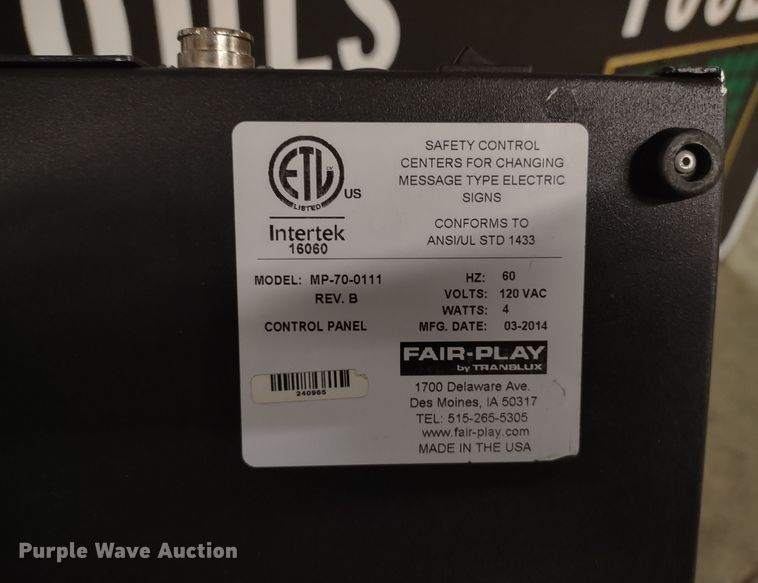 ETL
LISTED
US
Intertek
16060
SAFETY CONTROL
CENTERS FOR CHANGING
MESSAGE TYPE ELECTRIC
SIGNS
CONFORMS TO
ANSI/UL STD 1433
MODEL: MP-70-0111
REV. B
CONTROL PANEL
HZ: 60
VOLTS: 120 VAC
WATTS: 4
MFG. DATE: 03-2014
240965
FAIR-PLAY
by TRANSLUX
1700 Delaware Ave.
Des Moines, IA 50317
TEL: 515-265-5305
www.fair-play.com
MADE IN THE USA
Purple Wave Auction